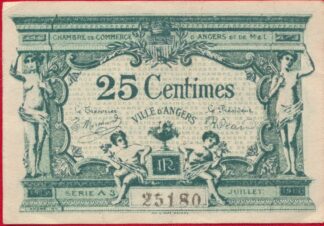 CHAMBRE DE COMMERCE D'ANGERS ET DE M&L
25 Centimes
Le Trésorier Le Président
VILLE D'ANGERS
25180
SÉRIE A 3 JUILLET